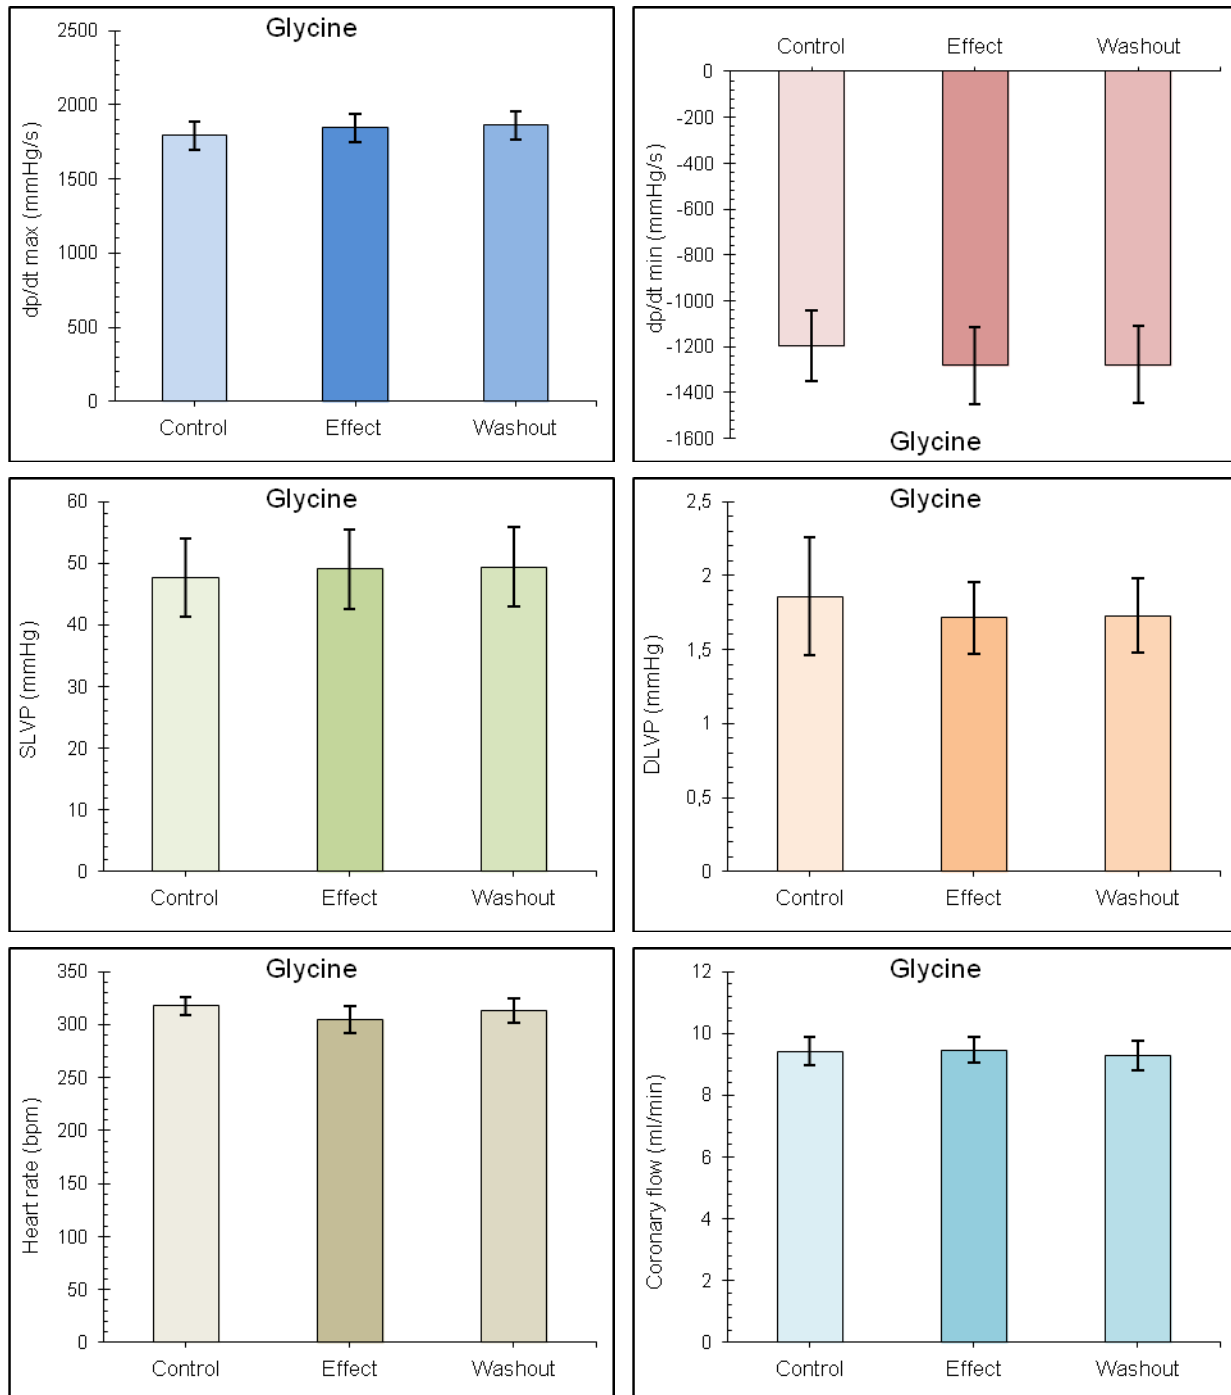 Glycine
dp/dt max (mmHg/s)
2500
2000
1500
1000
500
0
Control Effect Washout
Control Effect Washout
dp/dt min (mmHg/s)
0
-200
-400
-600
-800
-1000
-1200
-1400
-1600
Glycine
Glycine
SLVP (mmHg)
60
50
40
30
20
10
0
Control Effect Washout
Glycine
DLVP (mmHg)
2,5
2
1,5
1
0,5
0
Control Effect Washout
Glycine
Heart rate (bpm)
350
300
250
200
150
100
50
0
Control Effect Washout
Glycine
Coronary flow (ml/min)
12
10
8
6
4
2
0
Control Effect Washout